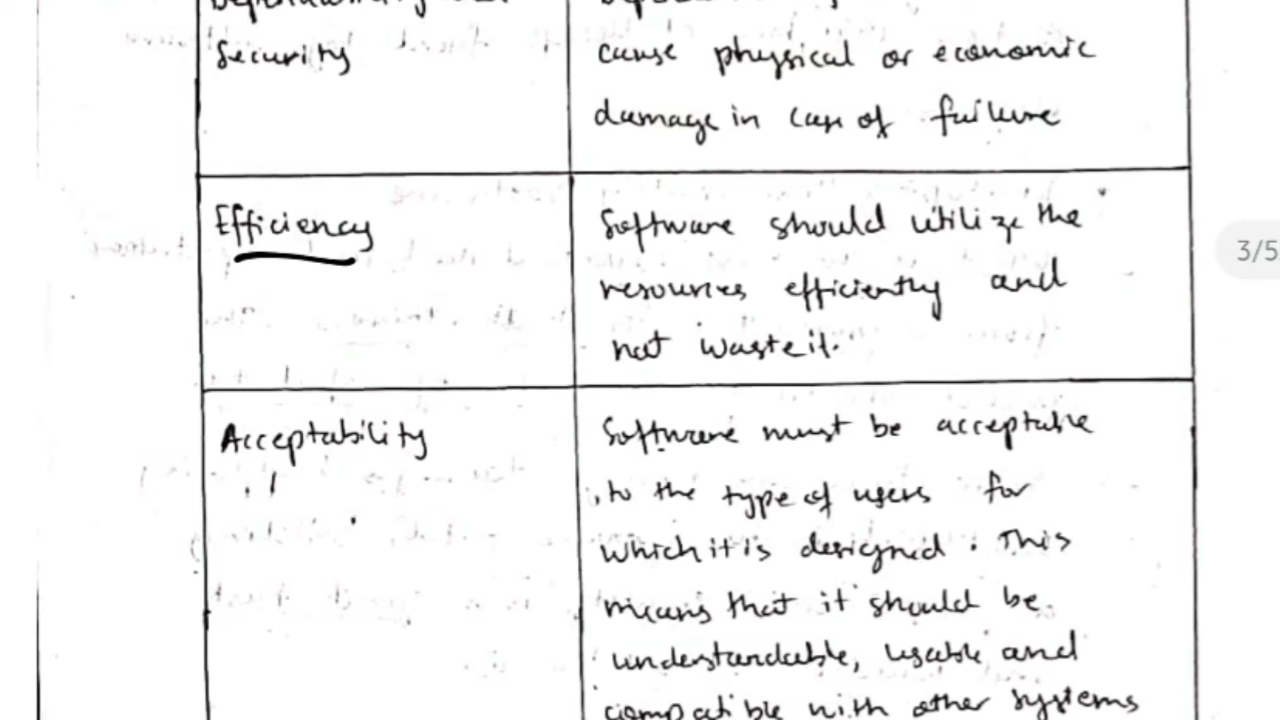 Security
cause physical or economic
damage in case of failure
Efficiency
Software should utilize the
resources efficiently and
not waste it.
Acceptability
Software must be acceptable
to the type of users for
which it is designed. This
means that it should be
understandable, usable and
compatible with other systems
3/5